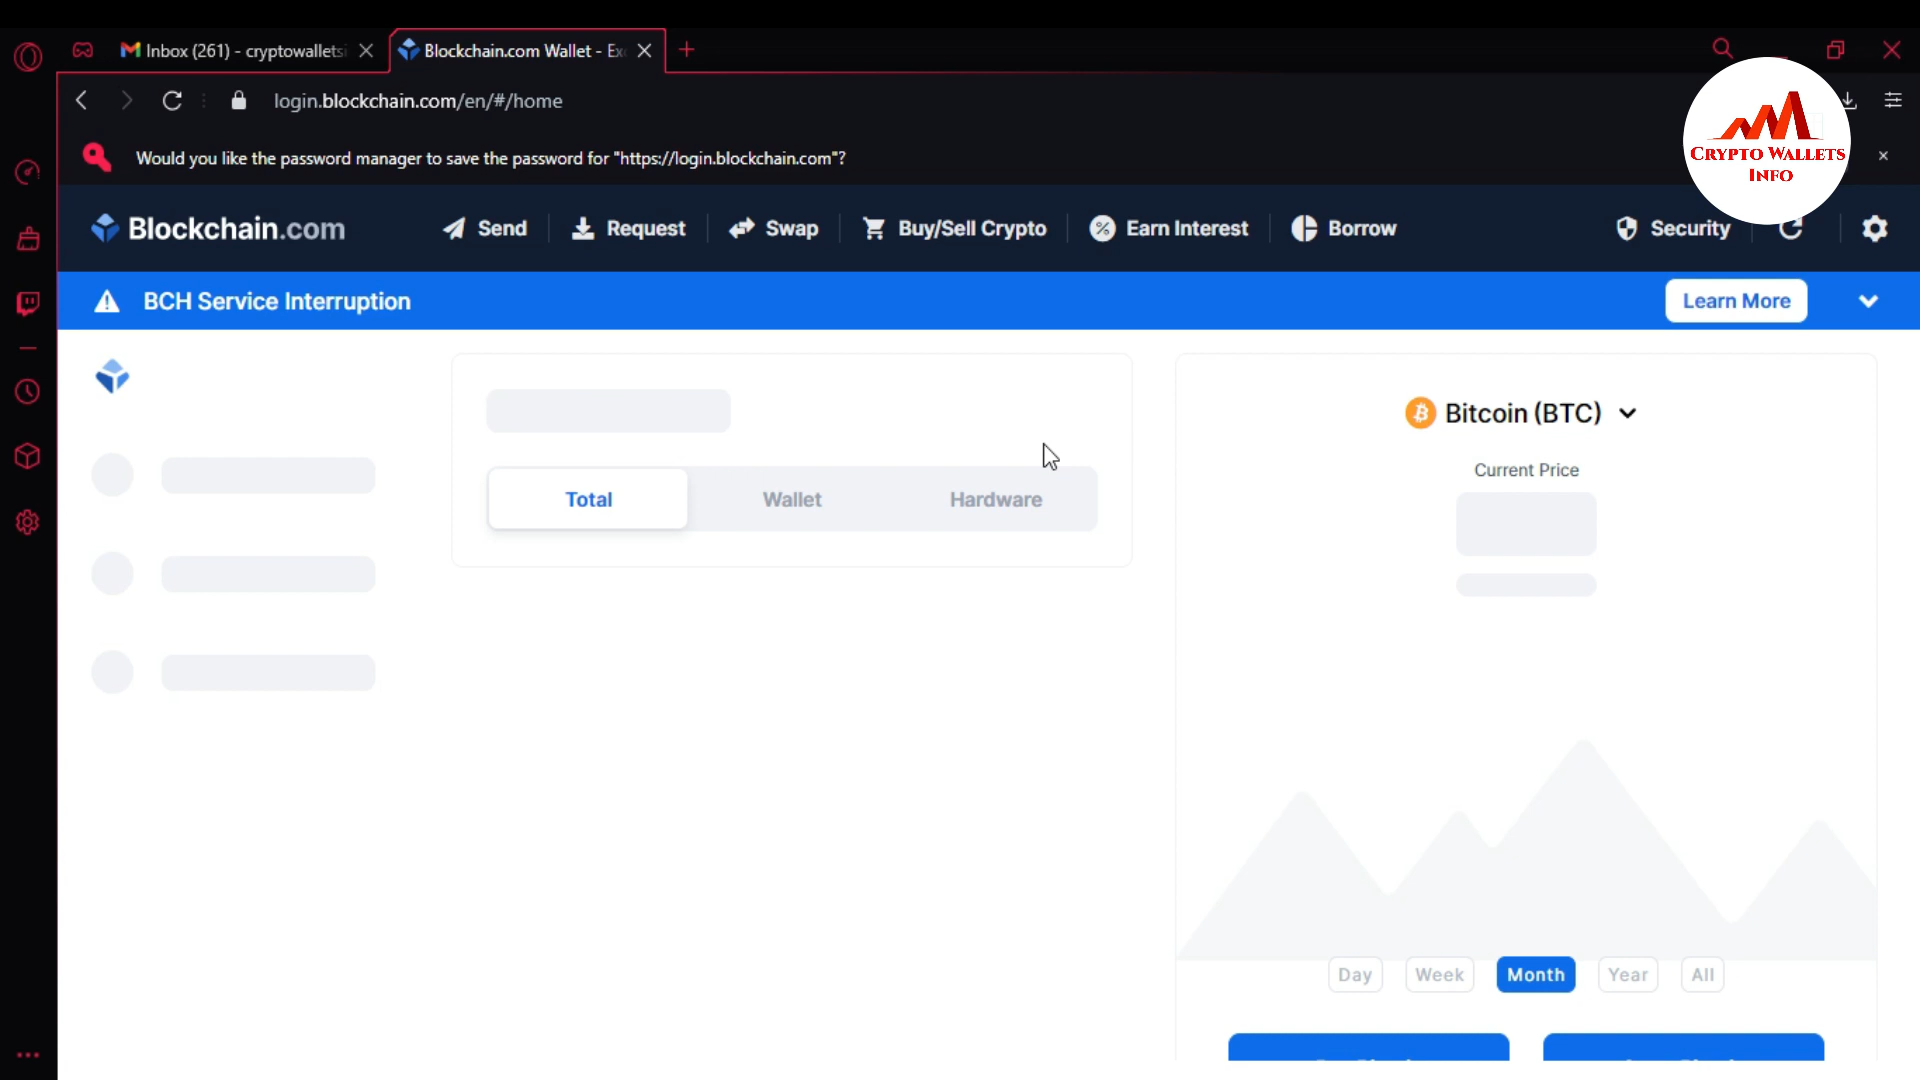 Inbox (261) - cryptowallets
Blockchain.com Wallet - Ex
login.blockchain.com/en/#/home
Would you like the password manager to save the password for "https://login.blockchain.com"?
CRYPTO WALLETS
INFO
Blockchain.com
Send
Request
Swap
Buy/Sell Crypto
Earn Interest
Borrow
Security
BCH Service Interruption
Learn More
Total
Wallet
Hardware
Bitcoin (BTC)
Current Price
Day
Week
Month
Year
All